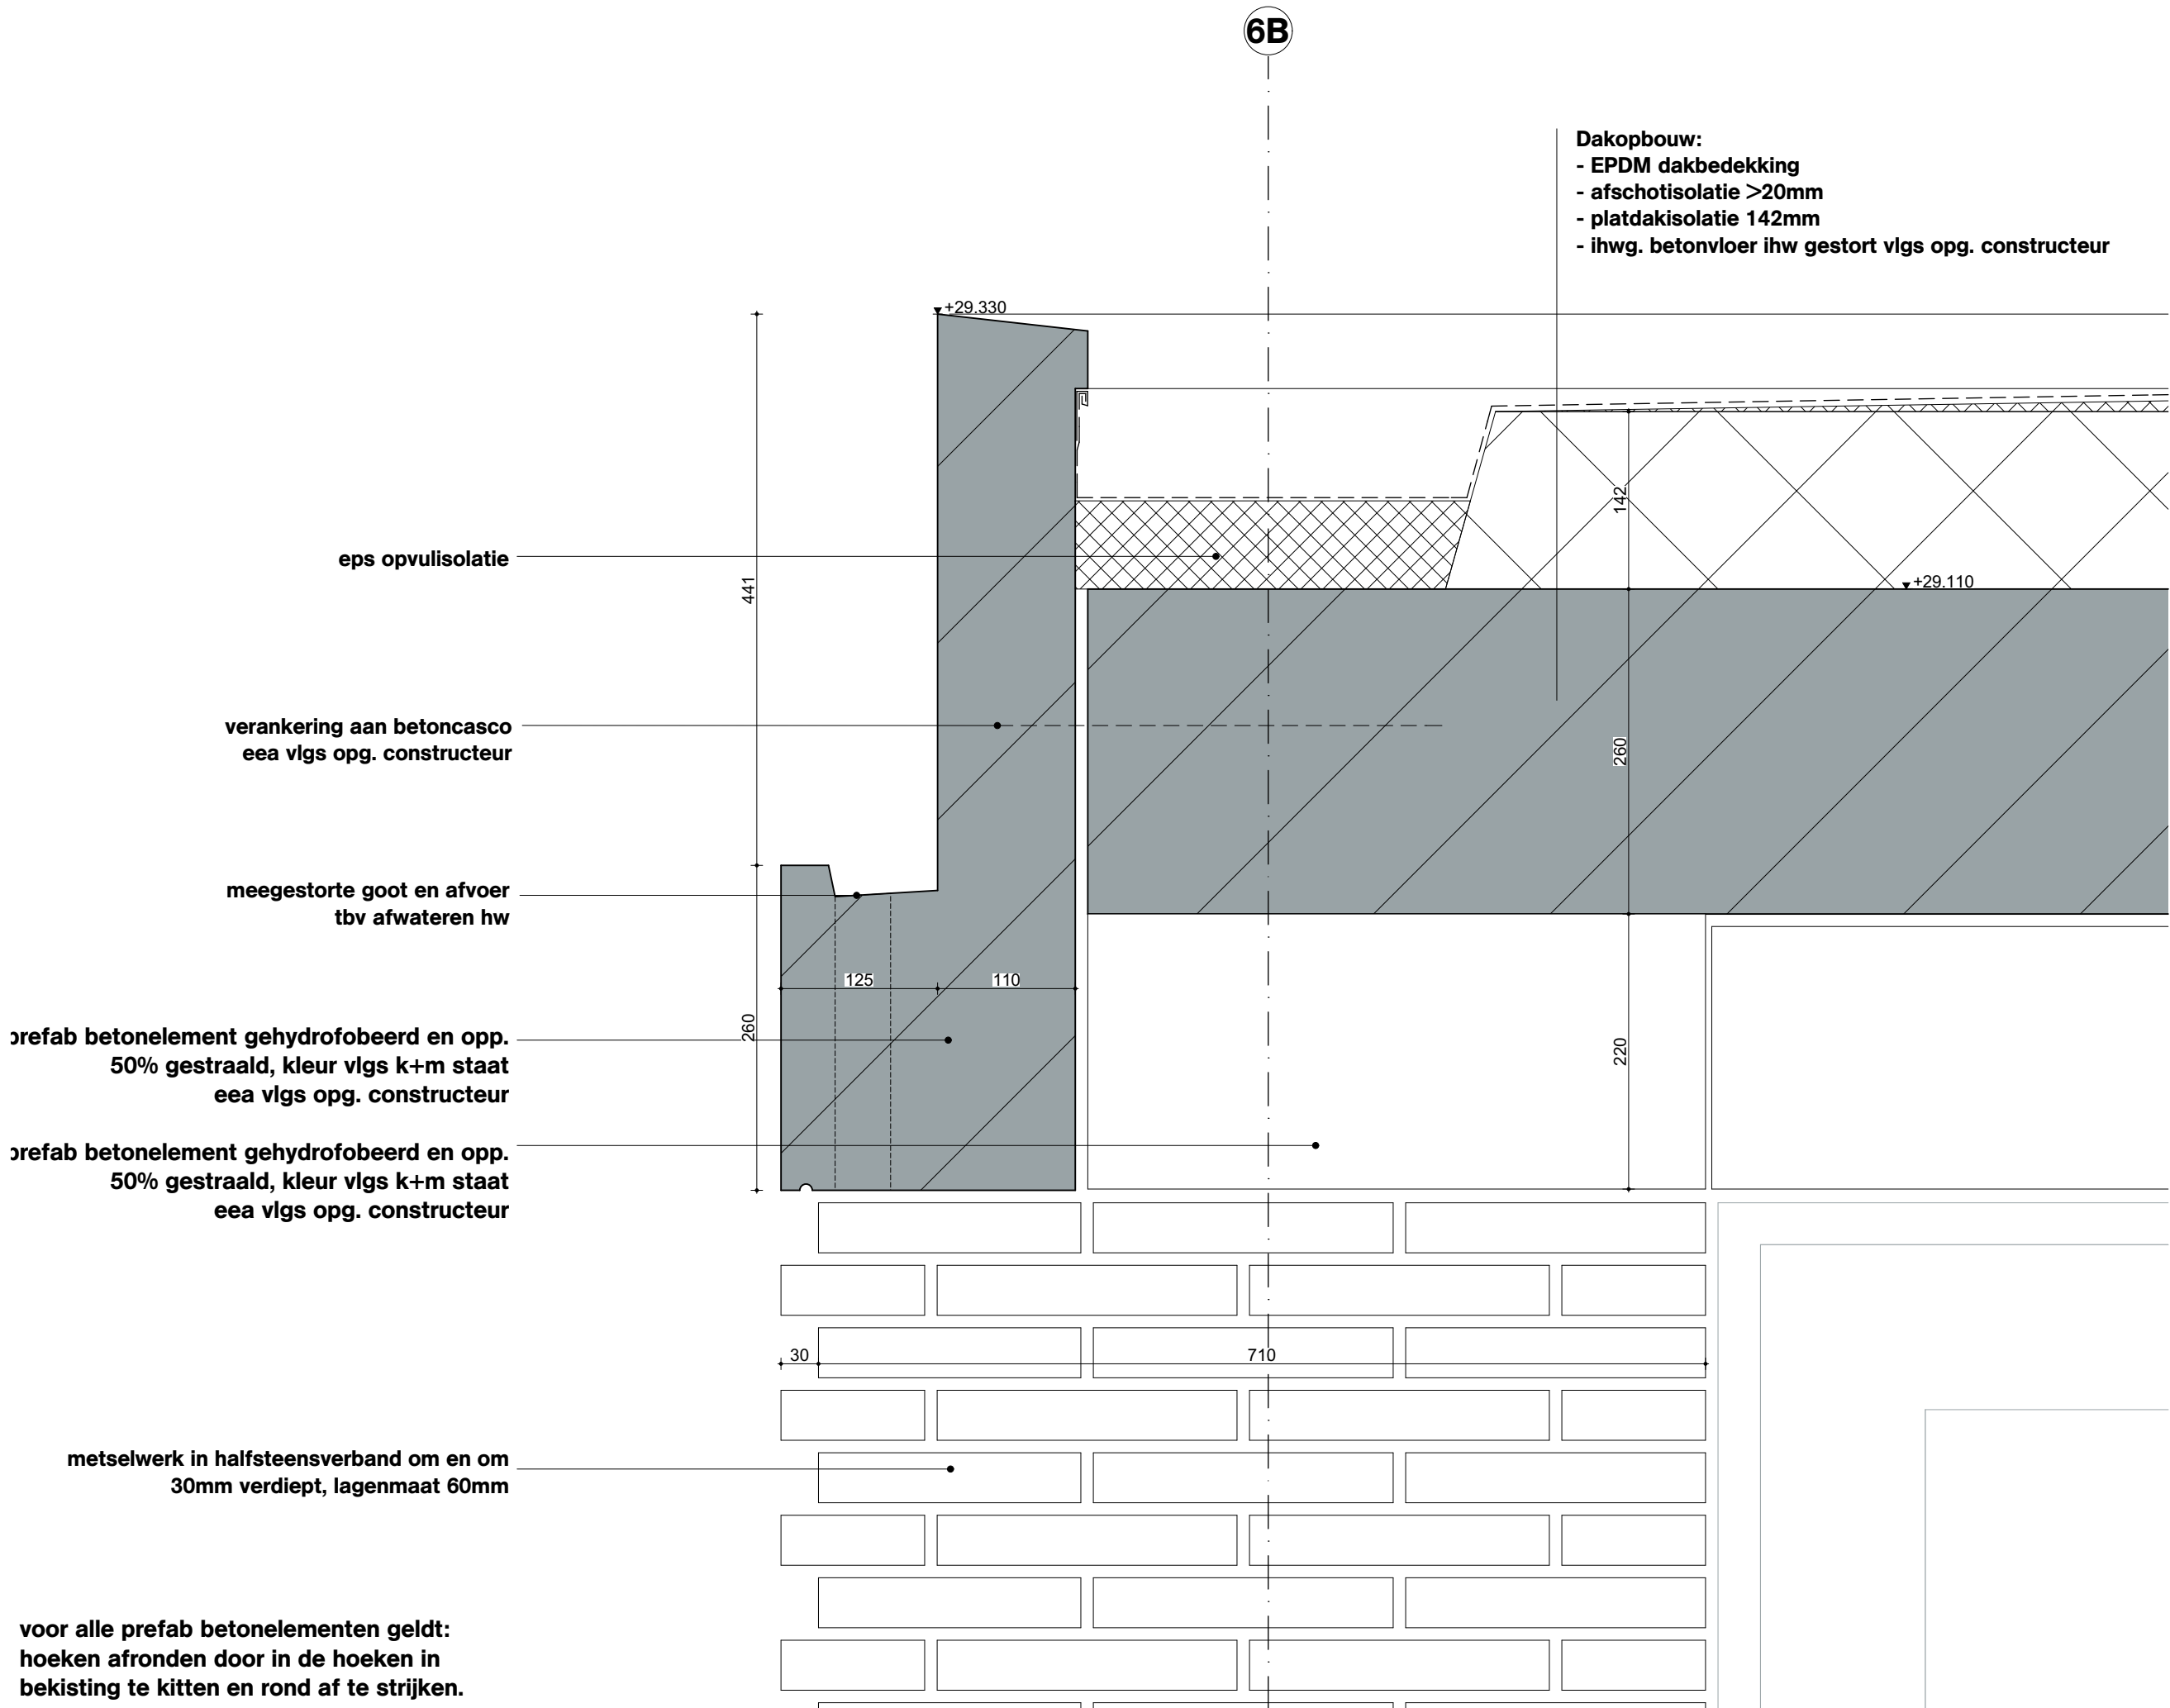 6B
Dakopbouw:
- EPDM dakbedekking
- afschotisolatie >20mm
- platdakisolatie 142mm
- ihwg. betonvloer ihw gestort vlgs opg. constructeur
+29.330
142
eps opvulisolatie
441
+29.110
verankering aan betoncasco
eea vlgs opg. constructeur
260
meegestorte goot en afvoer
tbv afwateren hw
125
110
260
220
prefab betonelement gehydrofobeerd en opp.
50% gestraald, kleur vlgs k+m staat
eea vlgs opg. constructeur
prefab betonelement gehydrofobeerd en opp.
50% gestraald, kleur vlgs k+m staat
eea vlgs opg. constructeur
30
710
metselwerk in halfsteensverband om en om
30mm verdiept, lagenmaat 60mm
voor alle prefab betonelementen geldt:
hoeken afronden door in de hoeken in
bekisting te kitten en rond af te strijken.